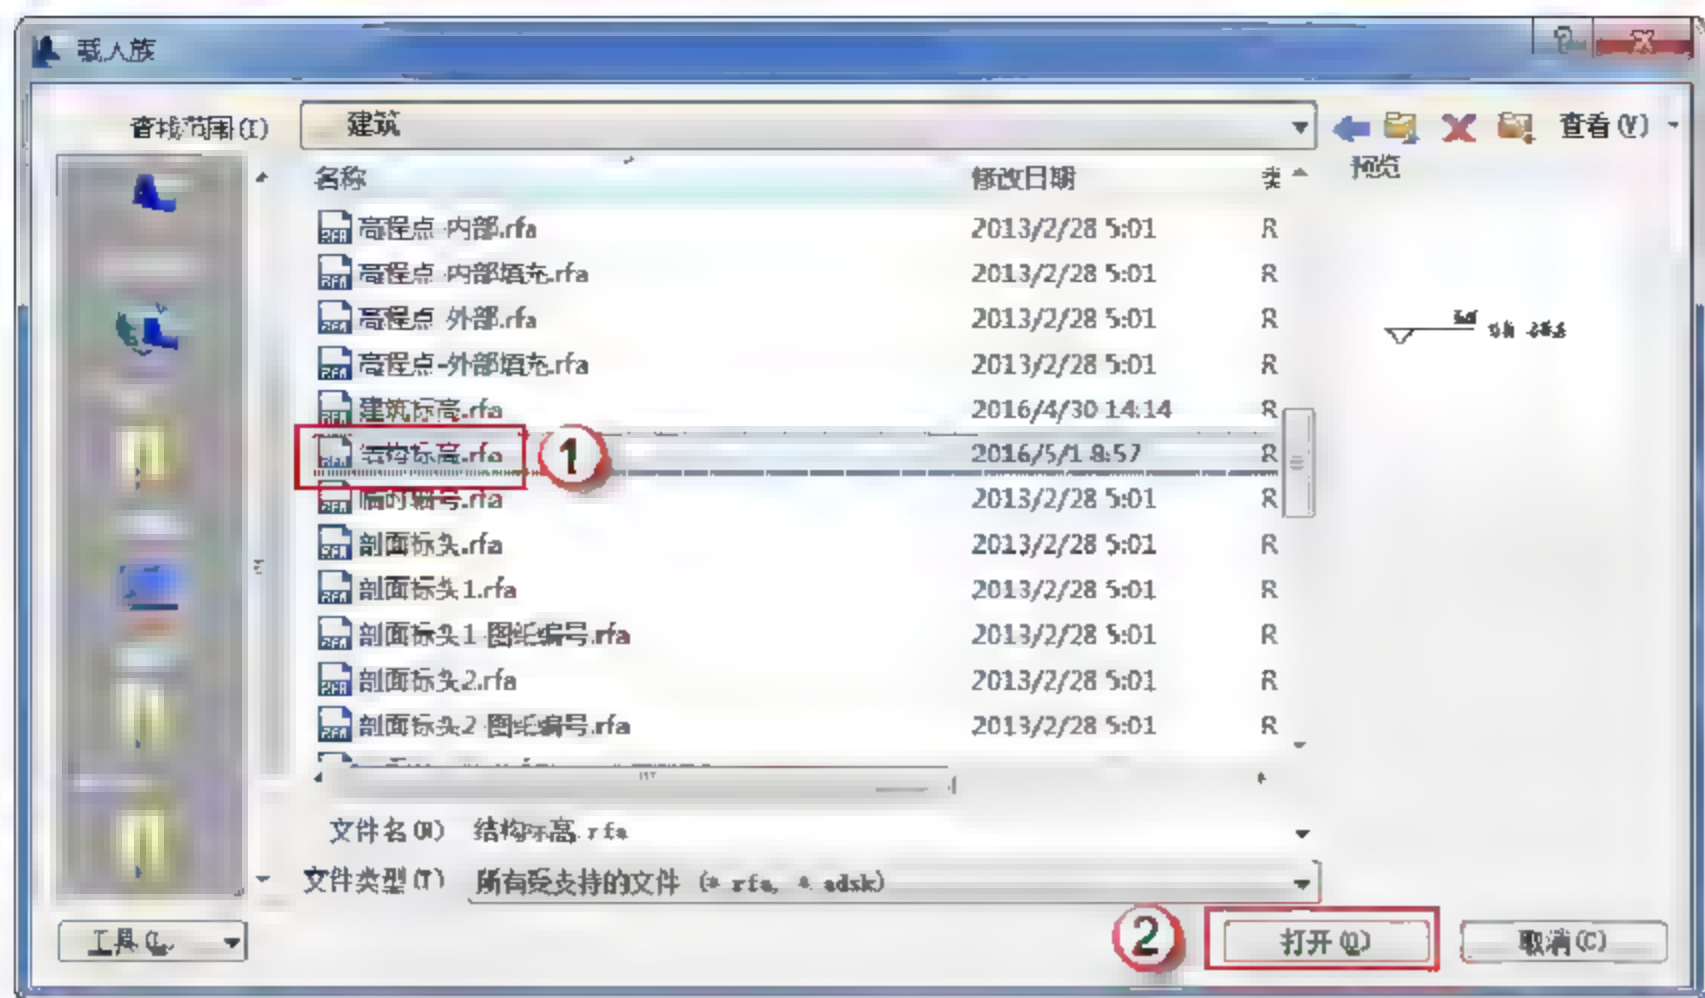 载入族
查找范围(I) 建筑 查看(V)
名称 修改日期 类 预览
高程点-内部.rfa 2013/2/28 5:01 R
高程点-内部填充.rfa 2013/2/28 5:01 R
高程点-外部.rfa 2013/2/28 5:01 R
高程点-外部填充.rfa 2013/2/28 5:01 R
建筑标高.rfa 2016/4/30 14:14 R
结构标高.rfa 1 2016/5/1 8:57 R
临时轴号.rfa 2013/2/28 5:01 R
剖面标头.rfa 2013/2/28 5:01 R
剖面标头1.rfa 2013/2/28 5:01 R
剖面标头1-图纸编号.rfa 2013/2/28 5:01 R
剖面标头2.rfa 2013/2/28 5:01 R
剖面标头2-图纸编号.rfa 2013/2/28 5:01 R
文件名(N) 结构标高.rfa
文件类型(T) 所有受支持的文件 (*.rfa, *.adsk)
工具(L) 2 打开(O) 取消(C)